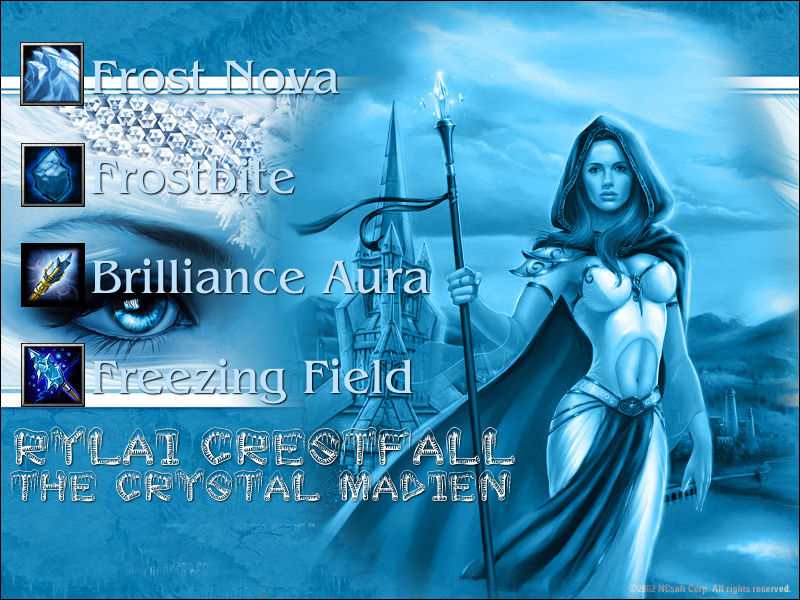 Frost Nova
Frostbite
Brilliance Aura
Freezing Field
RYLAI CRESTFALL
THE CRYSTAL MADIEN
©2002 NCsoft Corp. All rights reserved.